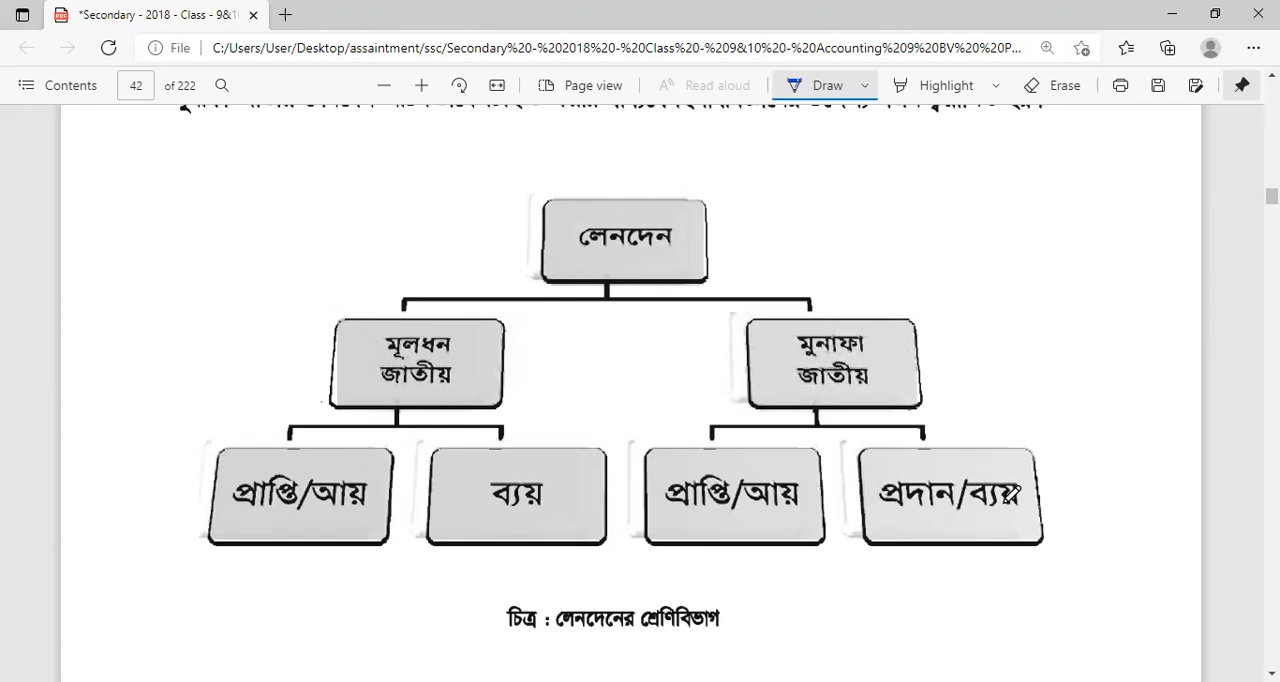 *Secondary - 2018 - Class - 9&10
File C:/Users/User/Desktop/assaintment/ssc/Secondary%20-%202018%20-%20Class%20-%209&10%20-%20Accounting%209%20BV%20%20P...
Contents 42 of 222 Page view Read aloud Draw Highlight Erase
লেনদেন
মূলধন
জাতীয়
মুনাফা
জাতীয়
প্রাপ্তি/আয় ব্যয় প্রাপ্তি/আয় প্রদান/ব্যয়
চিত্র : লেনদেনের শ্রেণিবিভাগ